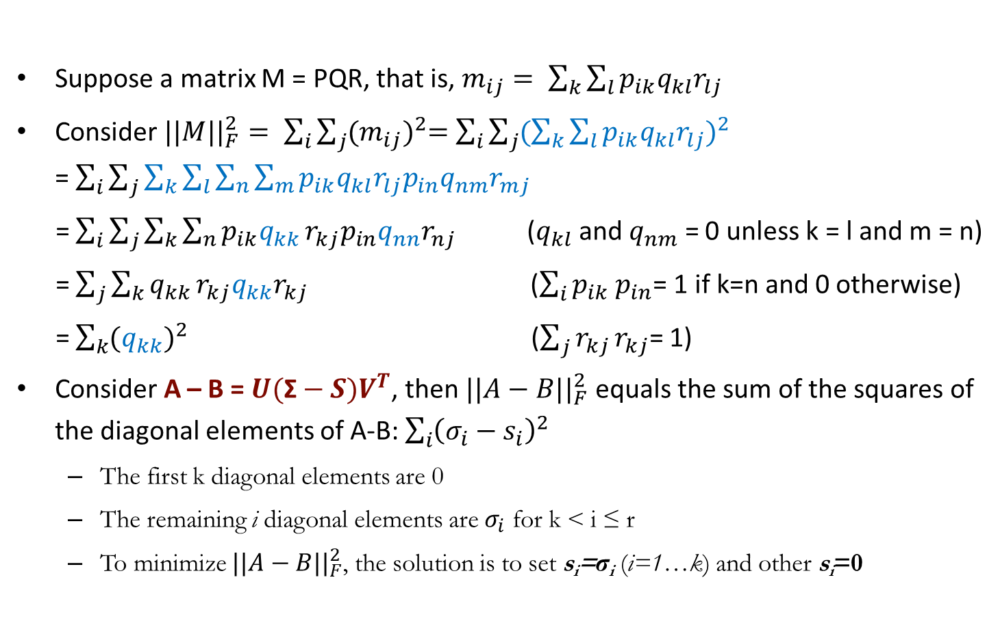 • Suppose a matrix M = PQR, that is, $m_{ij} = \sum_k \sum_l p_{ik} q_{kl} r_{lj}$
• Consider $||M||_F^2 = \sum_i \sum_j (m_{ij})^2 = \sum_i \sum_j (\sum_k \sum_l p_{ik} q_{kl} r_{lj})^2$
= $\sum_i \sum_j \sum_k \sum_l \sum_n \sum_m p_{ik} q_{kl} r_{lj} p_{in} q_{nm} r_{mj}$
= $\sum_i \sum_j \sum_k \sum_n p_{ik} q_{kk} r_{kj} p_{in} q_{nn} r_{nj}$ ($q_{kl}$ and $q_{nm}$ = 0 unless k = l and m = n)
= $\sum_j \sum_k q_{kk} r_{kj} q_{kk} r_{kj}$ ($\sum_i p_{ik} p_{in}$= 1 if k=n and 0 otherwise)
= $\sum_k (q_{kk})^2$ ($\sum_j r_{kj} r_{kj}$= 1)
• Consider A – B = $U(\Sigma - S)V^T$, then $||A - B||_F^2$ equals the sum of the squares of
the diagonal elements of A-B: $\sum_i (\sigma_i - s_i)^2$
– The first k diagonal elements are 0
– The remaining i diagonal elements are $\sigma_i$ for k < i ≤ r
– To minimize $||A - B||_F^2$, the solution is to set $s_i$=$\sigma_i$ (i=1…k) and other $s_i$=0